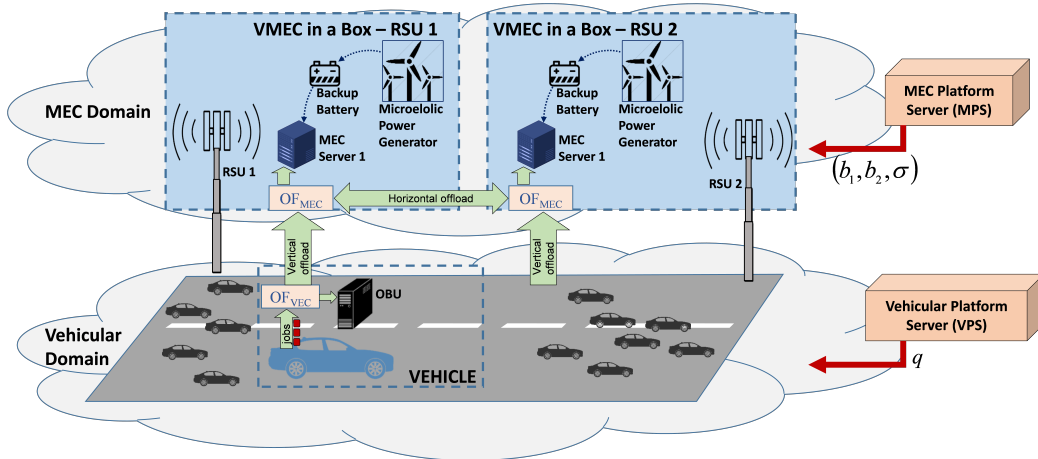 VMEC in a Box – RSU 1
VMEC in a Box – RSU 2
Backup
Battery
Microelolic
Power
Generator
Backup
Battery
Microelolic
Power
Generator
MEC Platform
Server (MPS)
MEC Domain
MEC
Server 1
MEC
Server 1
(b₁, b₂, σ)
RSU 1
RSU 2
OF_MEC
Horizontal offload
OF_MEC
Vertical
offload
Vertical
offload
OF_VEC
OBU
Vehicular Platform
Server (VPS)
Vehicular
Domain
jobs
q
VEHICLE